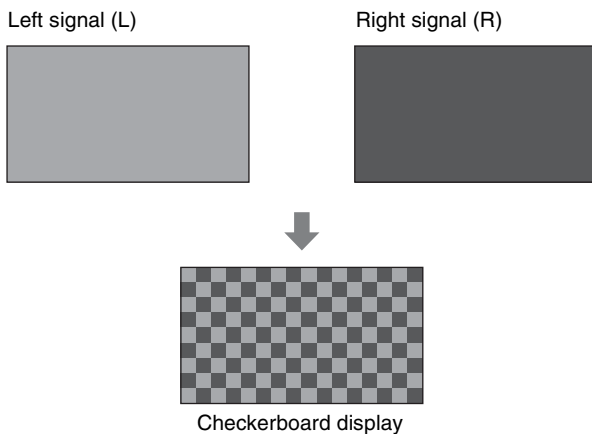 Left signal (L)
Right signal (R)
Checkerboard display